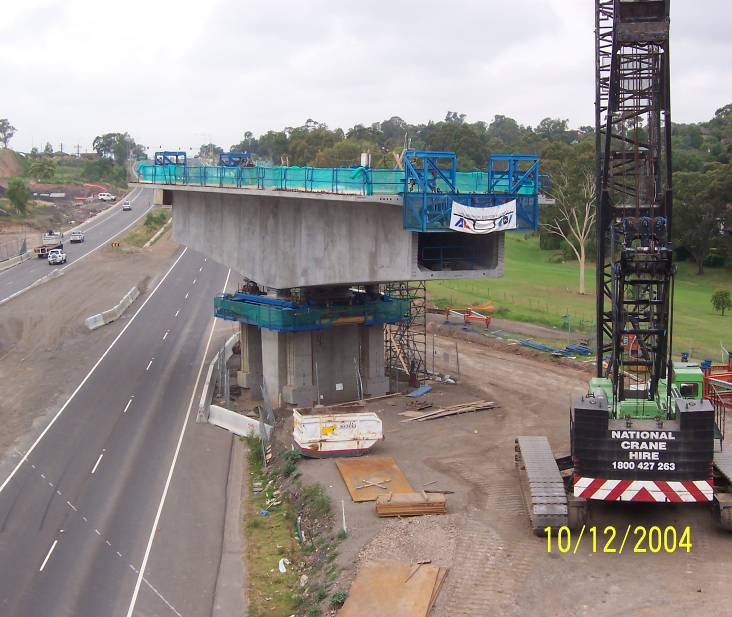 NATIONAL
CRANE
HIRE
1800 427 263
10/12/2004